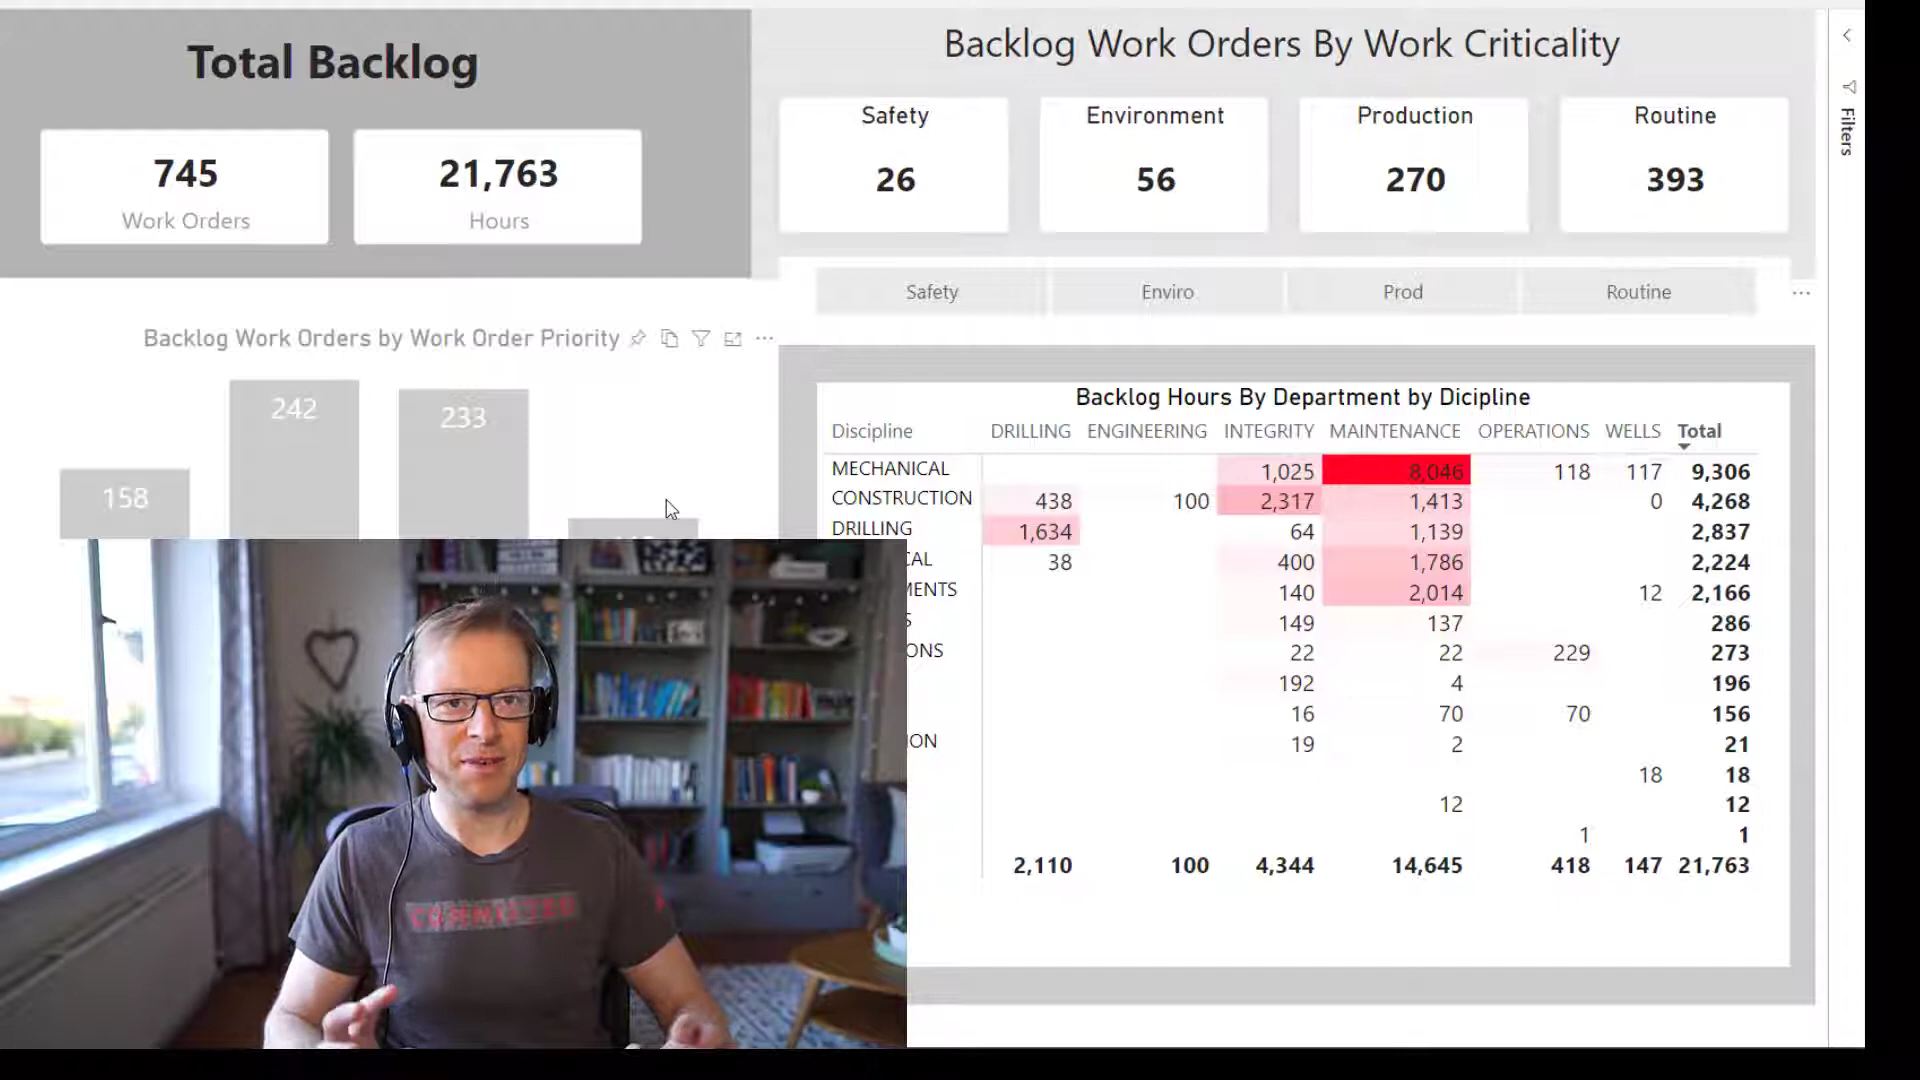 Total Backlog
745
Work Orders
21,763
Hours
Backlog Work Orders By Work Criticality
Safety
26
Environment
56
Production
270
Routine
393
Filters
Safety Enviro Prod Routine
Backlog Work Orders by Work Order Priority
158
242
233
Backlog Hours By Department by Dicipline
Discipline DRILLING ENGINEERING INTEGRITY MAINTENANCE OPERATIONS WELLS Total
MECHANICAL 1,025 8,046 118 117 9,306
CONSTRUCTION 438 100 2,317 1,413 0 4,268
DRILLING 1,634 64 1,139 2,837
CAL 38 400 1,786 2,224
MENTS 140 2,014 12 2,166
S 149 137 286
ONS 22 22 229 273
192 4 196
16 70 70 156
ION 19 2 21
18 18
12 12
1 1
2,110 100 4,344 14,645 418 147 21,763
COMMITTED